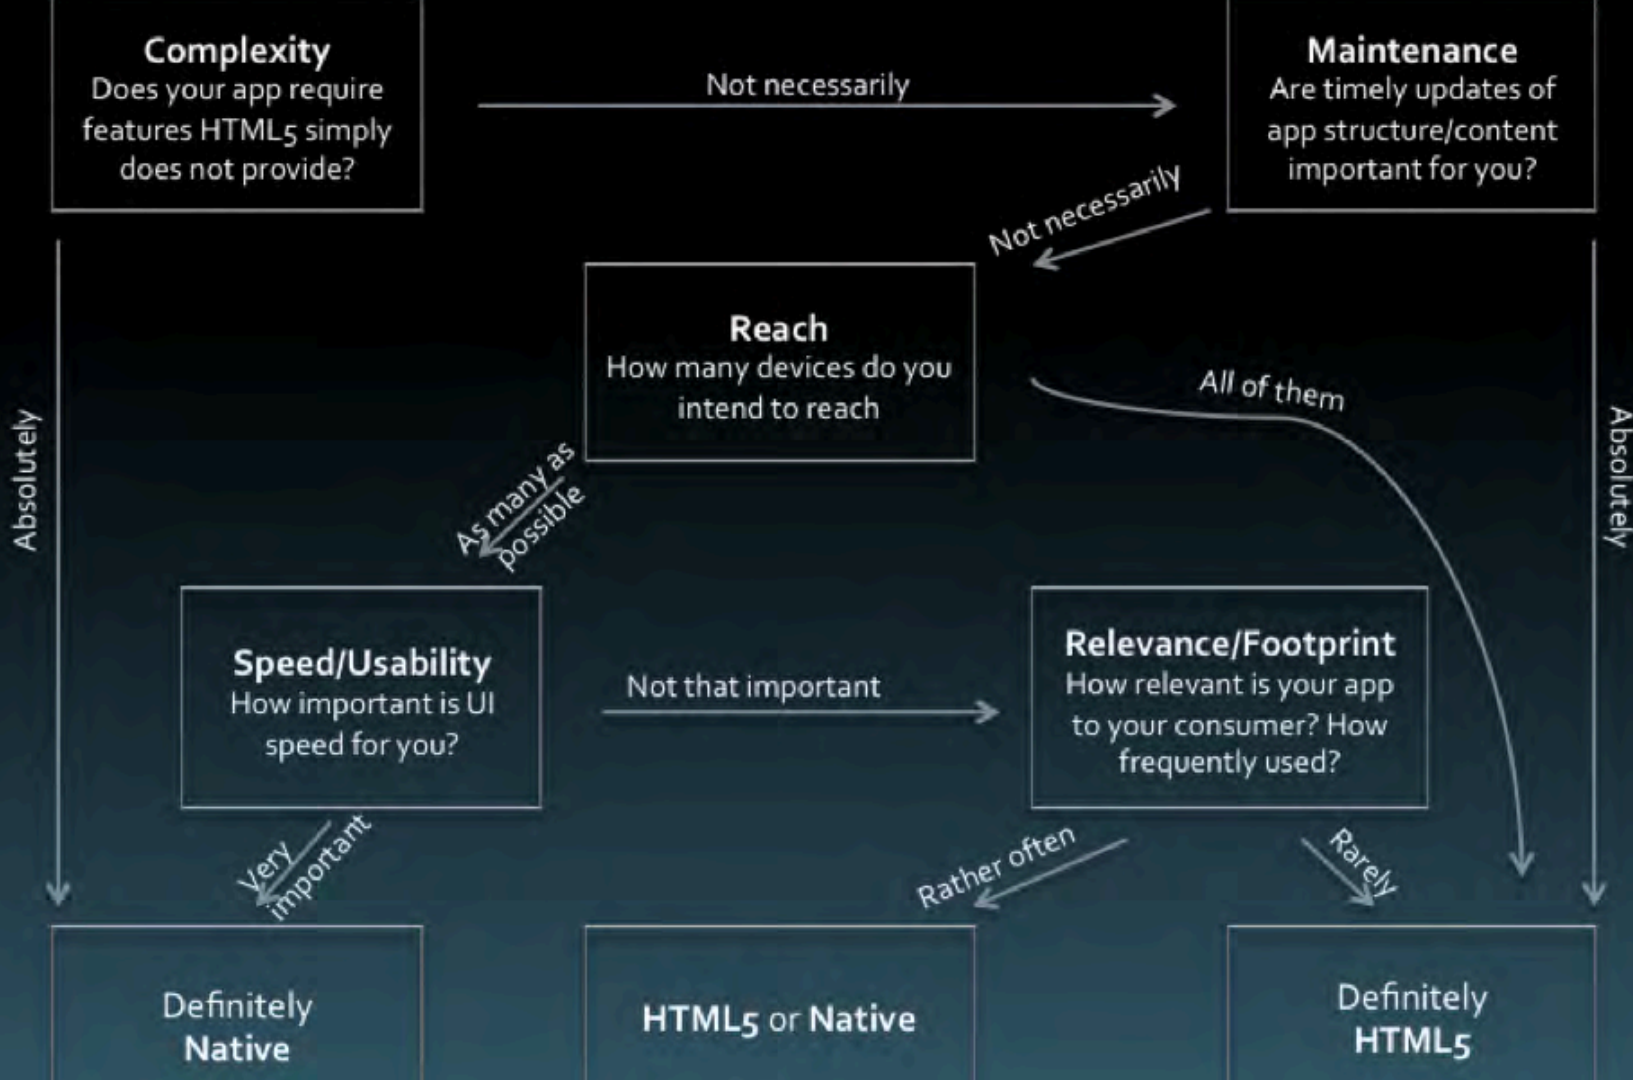 Complexity
Does your app require
features HTML5 simply
does not provide?
Not necessarily
Maintenance
Are timely updates of
app structure/content
important for you?
Not necessarily
Reach
How many devices do you
intend to reach
All of them
Absolutely
Absolutely
As many as
possible
Speed/Usability
How important is UI
speed for you?
Not that important
Relevance/Footprint
How relevant is your app
to your consumer? How
frequently used?
Very
important
Rather often
Rarely
Definitely
Native
HTML5 or Native
Definitely
HTML5